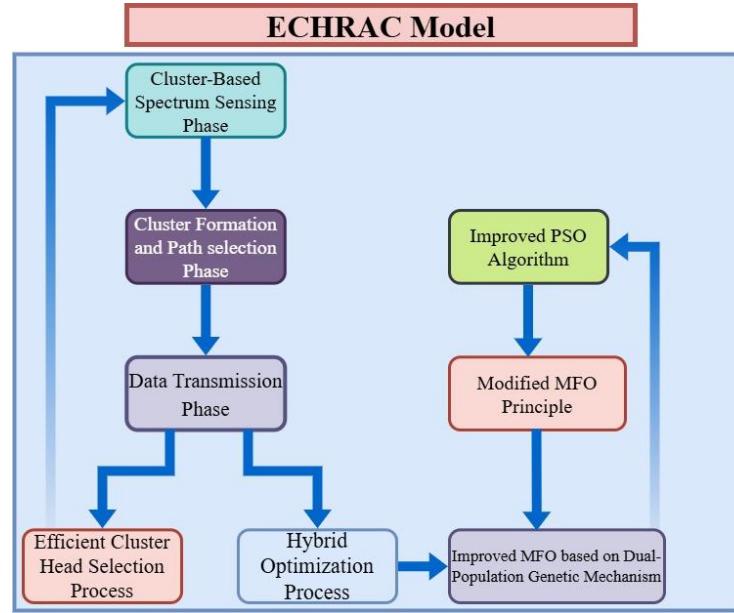 ECHRAC Model
Cluster-Based
Spectrum Sensing
Phase
Cluster Formation
and Path selection
Phase
Improved PSO
Algorithm
Data Transmission
Phase
Modified MFO
Principle
Efficient Cluster
Head Selection
Process
Hybrid
Optimization
Process
Improved MFO based on Dual-
Population Genetic Mechanism